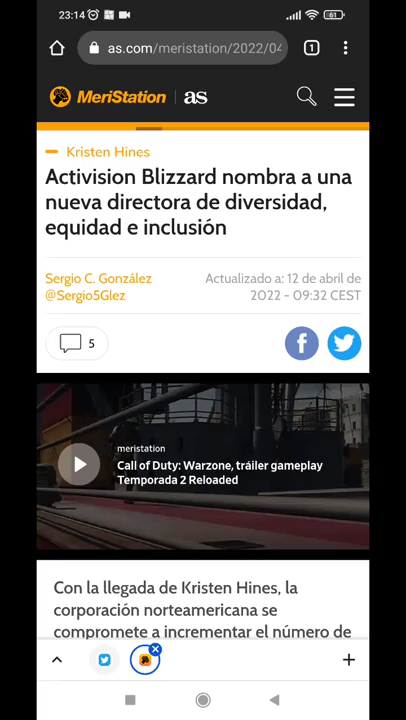 23:14
61
as.com/meristation/2022/04
1
MeriStation as
Kristen Hines
Activision Blizzard nombra a una
nueva directora de diversidad,
equidad e inclusión
Sergio C. González
@Sergio5Glez
Actualizado a: 12 de abril de
2022 - 09:32 CEST
5
meristation
Call of Duty: Warzone, tráiler gameplay
Temporada 2 Reloaded
Con la llegada de Kristen Hines, la
corporación norteamericana se
compromete a incrementar el número de